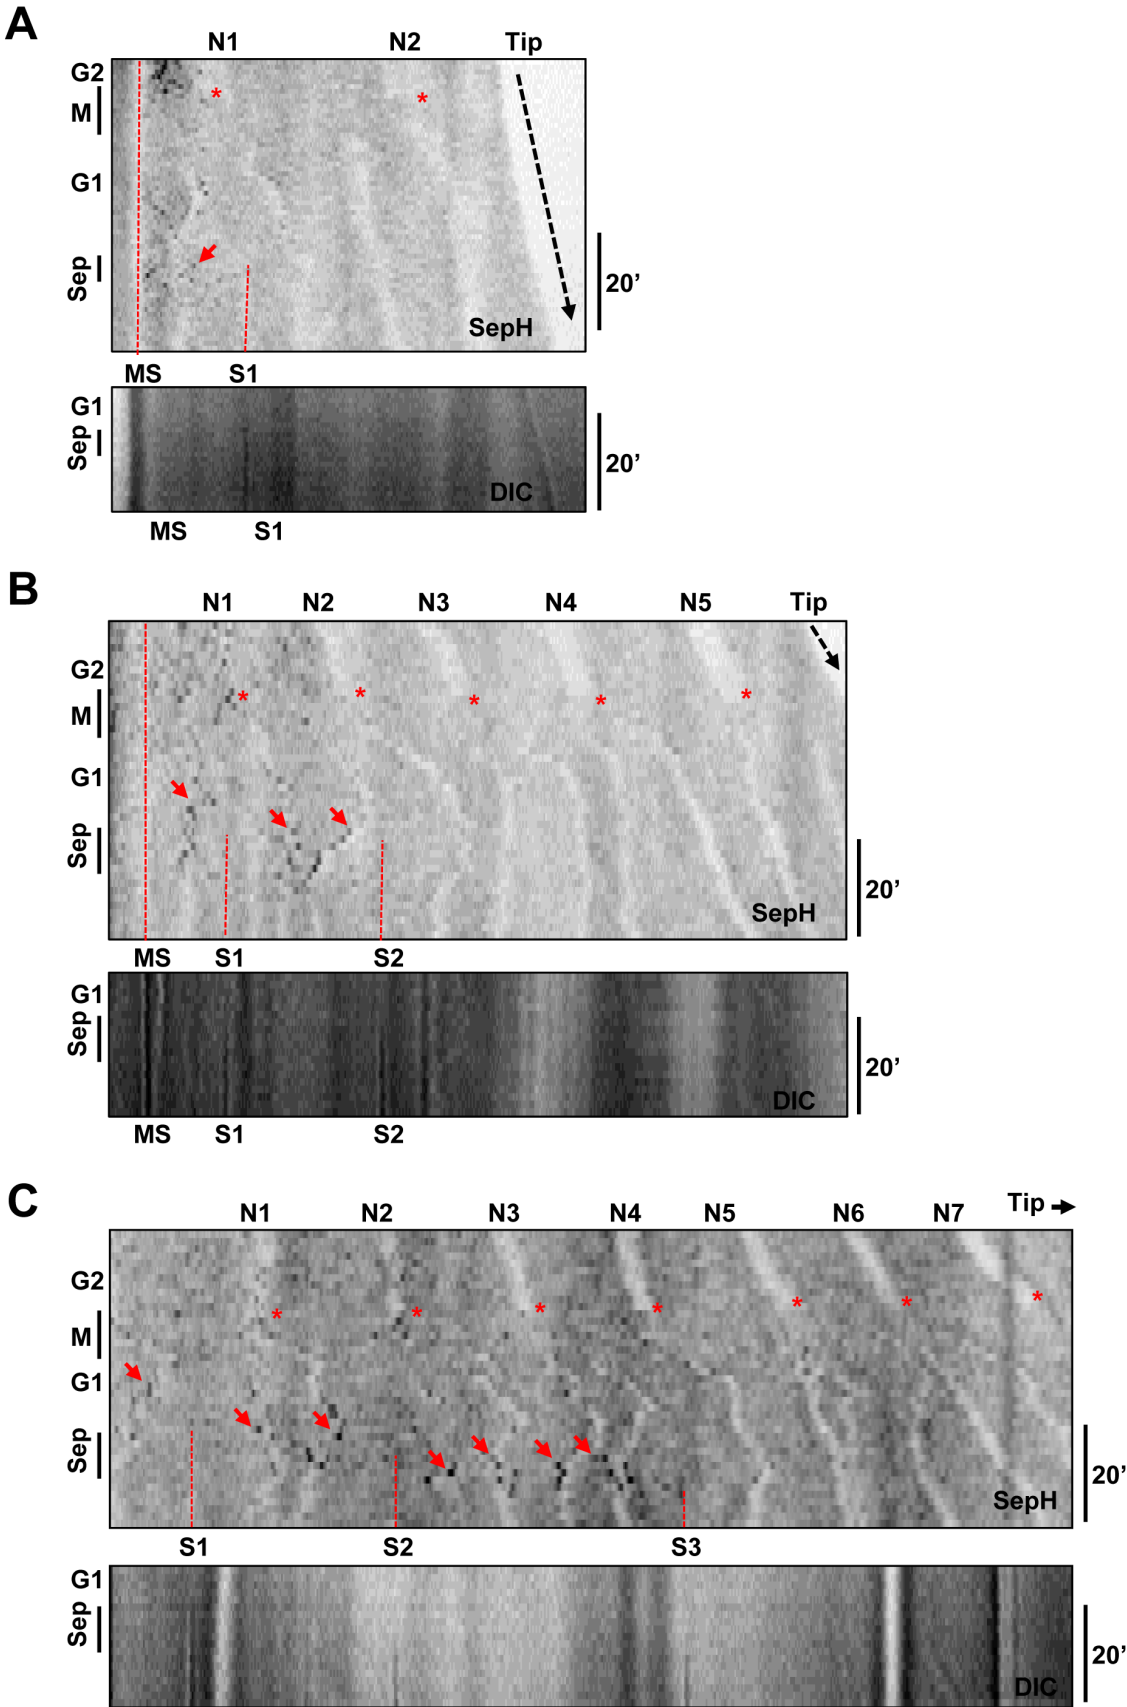 A
N1 N2 Tip
G2
M
*
*
G1
Sep
20’
SepH
MS S1
G1
Sep
20’
DIC
MS S1
B
N1 N2 N3 N4 N5 Tip
G2
M
* * * * *
G1
Sep
20’
SepH
MS S1 S2
G1
Sep
20’
DIC
MS S1 S2
C
N1 N2 N3 N4 N5 N6 N7 Tip
G2
M
* * * * * * *
G1
Sep
20’
SepH
S1 S2 S3
G1
Sep
20’
DIC